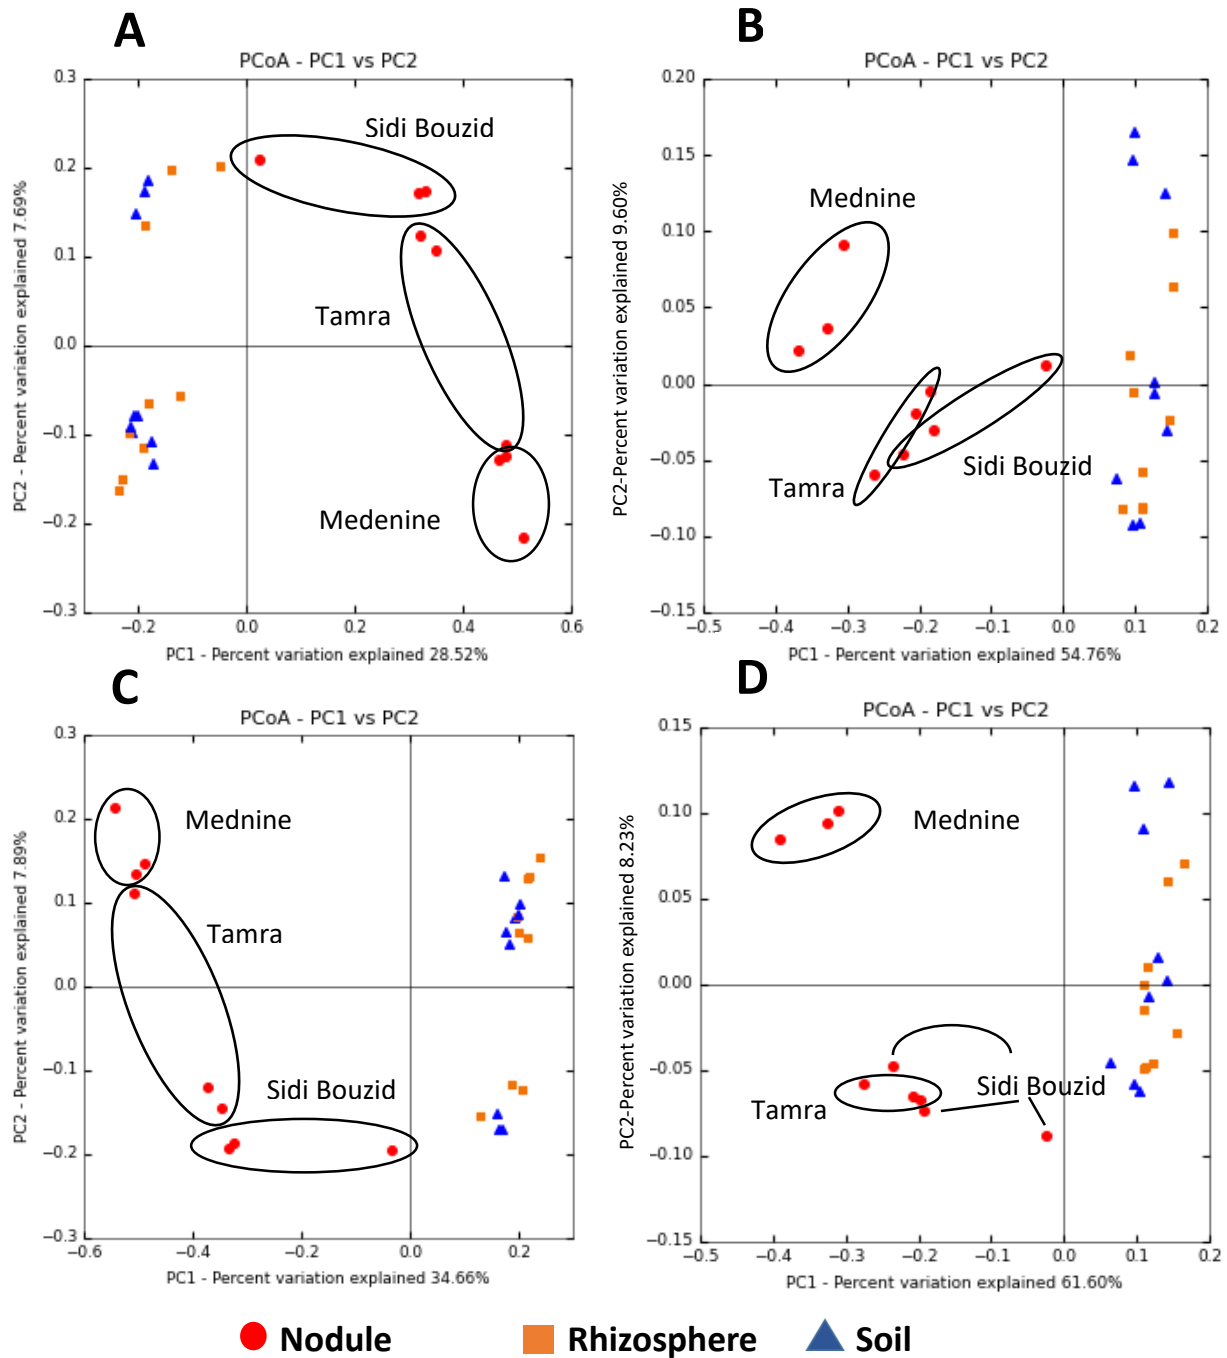 A
PCoA - PC1 vs PC2
0.3
0.2
0.1
0.0
−0.1
−0.2
−0.3
PC2 - Percent variation explained 7.69%
Sidi Bouzid
Tamra
Medenine
−0.2
0.0
0.2
0.4
0.6
PC1 - Percent variation explained 28.52%
B
PCoA - PC1 vs PC2
0.20
0.15
0.10
0.05
0.00
−0.05
−0.10
−0.15
PC2-Percent variation explained 9.60%
Mednine
Sidi Bouzid
Tamra
−0.5
−0.4
−0.3
−0.2
−0.1
0.0
0.1
0.2
PC1 - Percent variation explained 54.76%
C
PCoA - PC1 vs PC2
0.3
0.2
0.1
0.0
−0.1
−0.2
−0.3
PC2 - Percent variation explained 7.89%
Mednine
Tamra
Sidi Bouzid
−0.6
−0.4
−0.2
0.0
0.2
PC1 - Percent variation explained 34.66%
D
PCoA - PC1 vs PC2
0.15
0.10
0.05
0.00
−0.05
−0.10
−0.15
PC2-Percent variation explained 8.23%
Mednine
Sidi Bouzid
Tamra
−0.5
−0.4
−0.3
−0.2
−0.1
0.0
0.1
0.2
PC1 - Percent variation explained 61.60%
Nodule
Rhizosphere
Soil